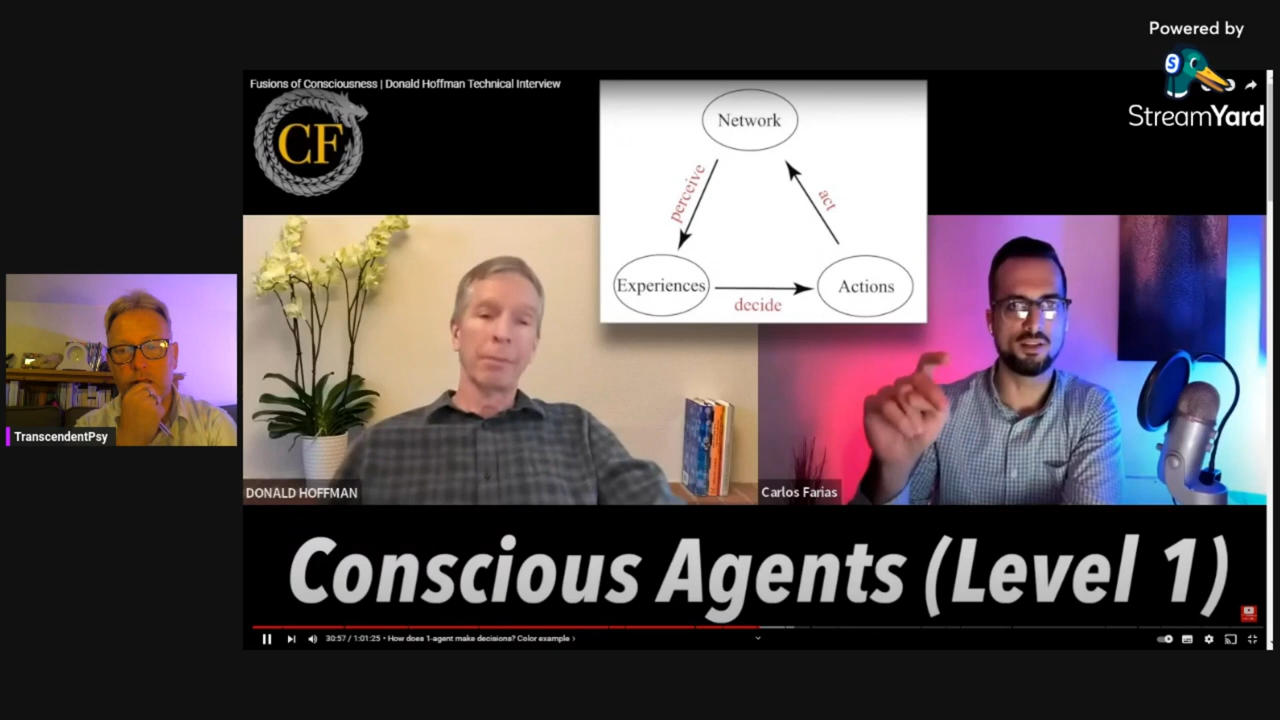 Powered by
StreamYard
Fusions of Consciousness | Donald Hoffman Technical Interview
CF
Network
perceive
act
Experiences
decide
Actions
TranscendentPsy
DONALD HOFFMAN
Carlos Farias
Conscious Agents (Level 1)
30:57 / 1:01:25 • How does 1-agent make decisions? Color example ›